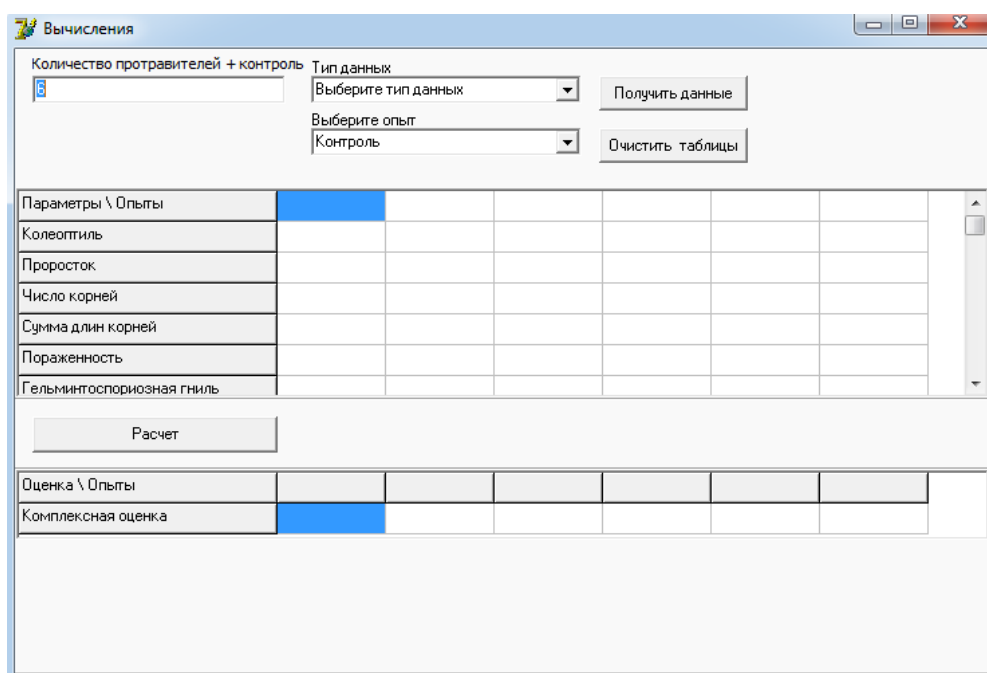 Вычисления
Количество протравителей + контроль
Тип данных
6
Выберите тип данных
Получить данные
Выберите опыт
Контроль
Очистить таблицы
Параметры \ Опыты
Колеоптиль
Проросток
Число корней
Сумма длин корней
Пораженность
Гельминтоспориозная гниль
Расчет
Оценка \ Опыты
Комплексная оценка